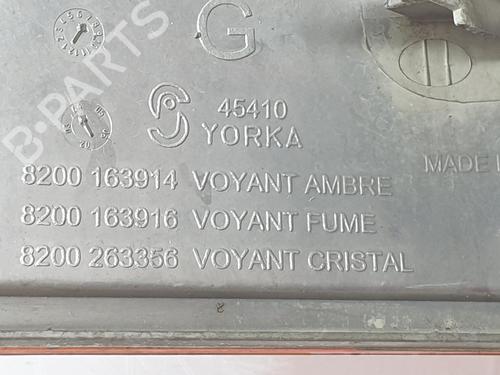 G
45410
YORKA
8200 163914 VOYANT AMBRE
MADE
8200 163916 VOYANT FUME
8200 263356 VOYANT CRISTAL
B-PARTS